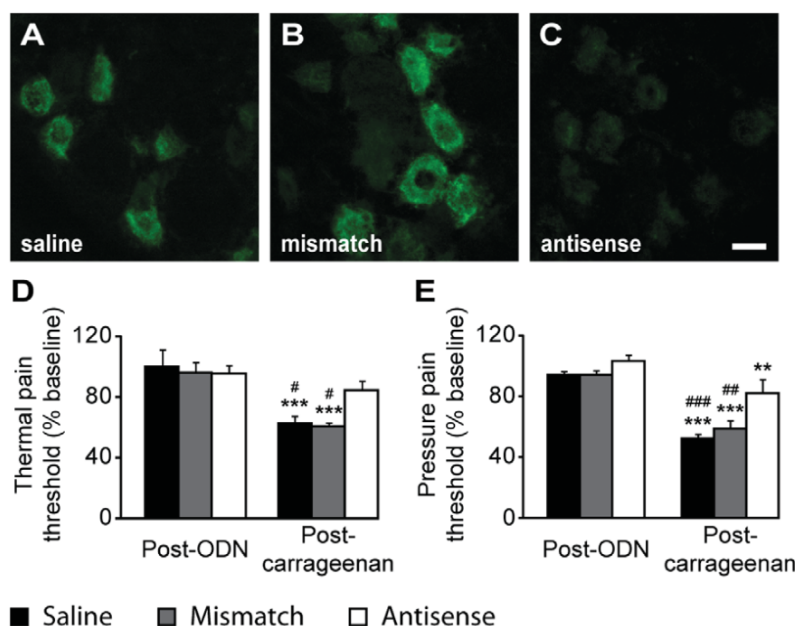 A
B
C
saline
mismatch
antisense
D
E
Thermal pain
threshold (% baseline)
120
80
40
0
#
***
#
***
Post-ODN
Post-
carrageenan
Pressure pain
threshold (% baseline)
120
80
40
0
###
***
##
***
**
Post-ODN
Post-
carrageenan
Saline
Mismatch
Antisense